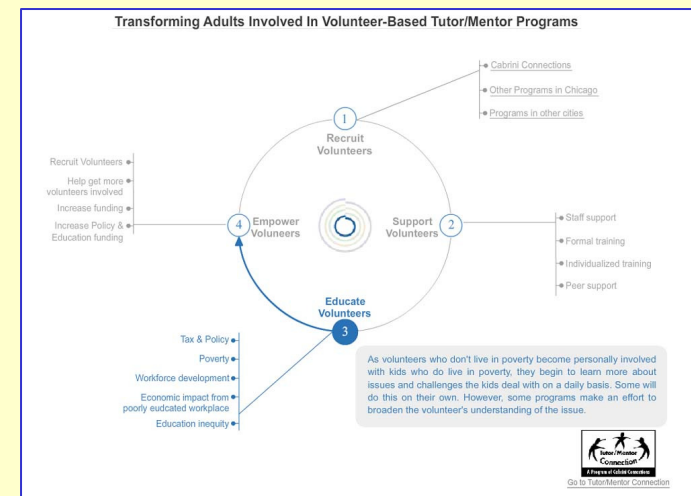 Transforming Adults Involved In Volunteer-Based Tutor/Mentor Programs
Cabrini Connections
Other Programs in Chicago
Programs in other cities
1
Recruit
Volunteers
Recruit Volunteers
Help get more
volunteers involved
Increase funding
Increase Policy &
Education funding
4
Empower
Voluneers
Support
Volunteers
2
Staff support
Formal training
Individualized training
Peer support
Educate
Volunteers
3
Tax & Policy
Poverty
Workforce development
Economic impact from
poorly eudcated workplace
Education inequity
As volunteers who don't live in poverty become personally involved
with kids who do live in poverty, they begin to learn more about
issues and challenges the kids deal with on a daily basis. Some will
do this on their own. However, some programs make an effort to
broaden the volunteer's understanding of the issue.
Tutor/Mentor
Connection
A Program of Cabrini Connections
Go to Tutor/Mentor Connection